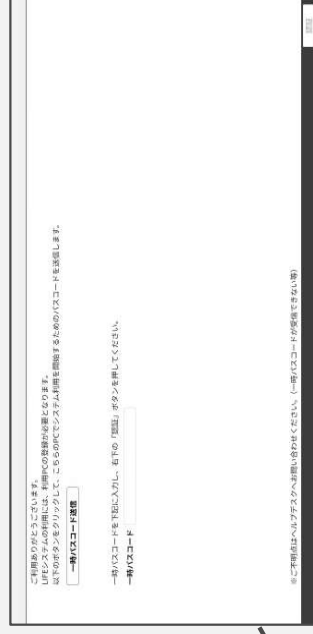 ご利用ありがとうございます。
LIFEシステムの利用には、利用PCの登録が必要となります。
以下のボタンをクリックして、こちらのPCでシステム利用を開始するためのパスコードを送信します。
一時パスコード送信
一時パスコードを下記に入力し、右下の「認証」ボタンを押してください。
一時パスコード
※ご不明点はヘルプデスクへお問い合わせください。(一時パスコードが受信できない等)